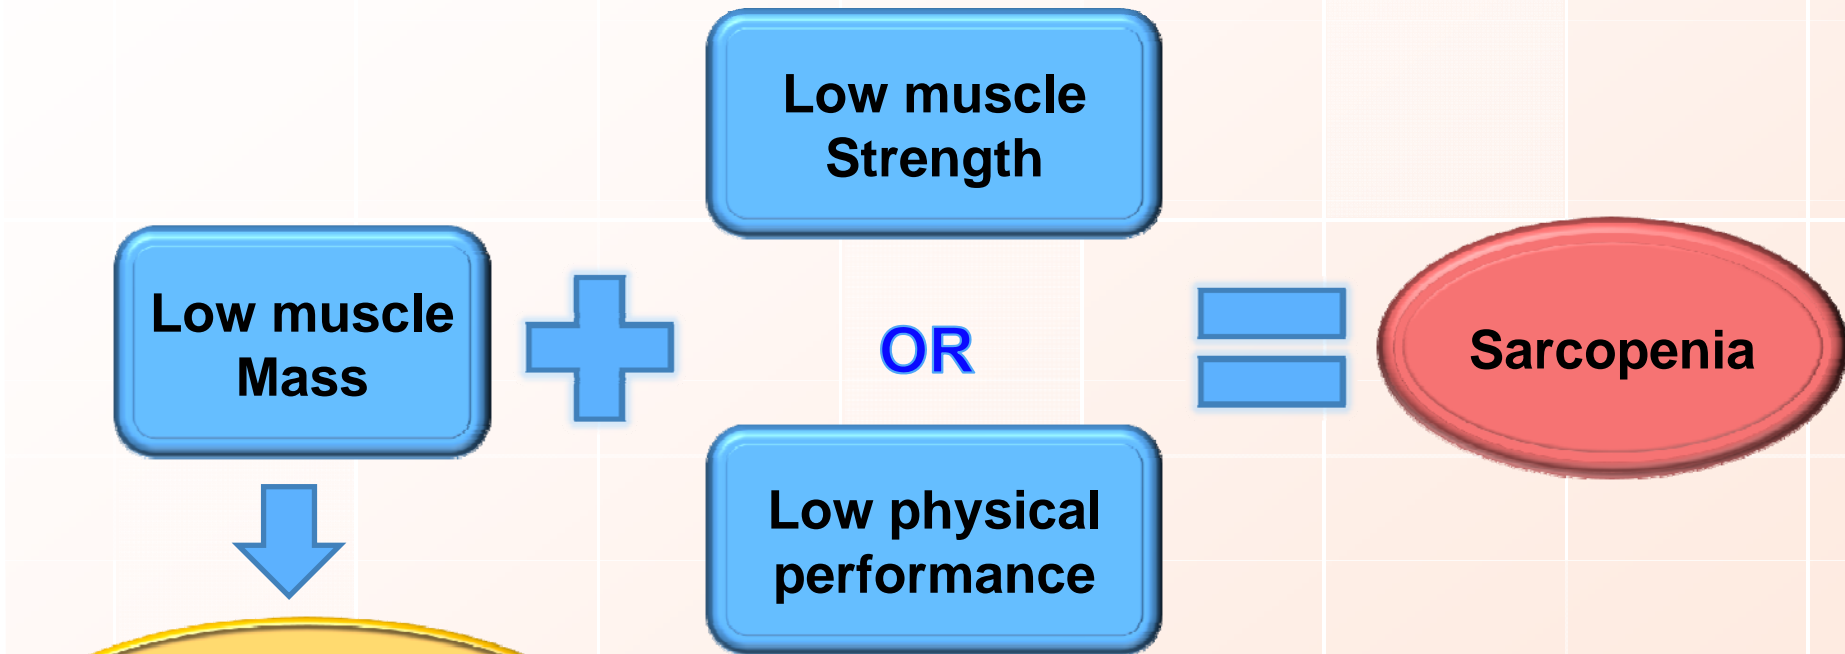 Low muscle
Mass
Low muscle
Strength
OR
Low physical
performance
Sarcopenia